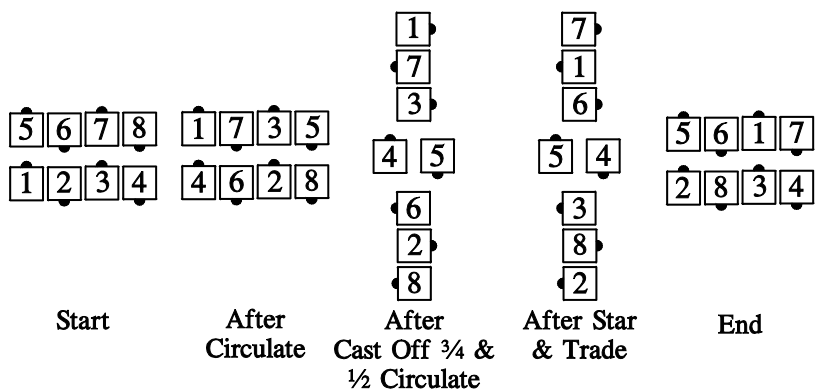 1 7
7 1
3 6
5 6 7 8 1 7 3 5 5 6 1 7
4 5 5 4
1 2 3 4 4 6 2 8 2 8 3 4
6 3
2 8
8 2
Start
After
Circulate
After
Cast Off ¾ &
½ Circulate
After Star
& Trade
End